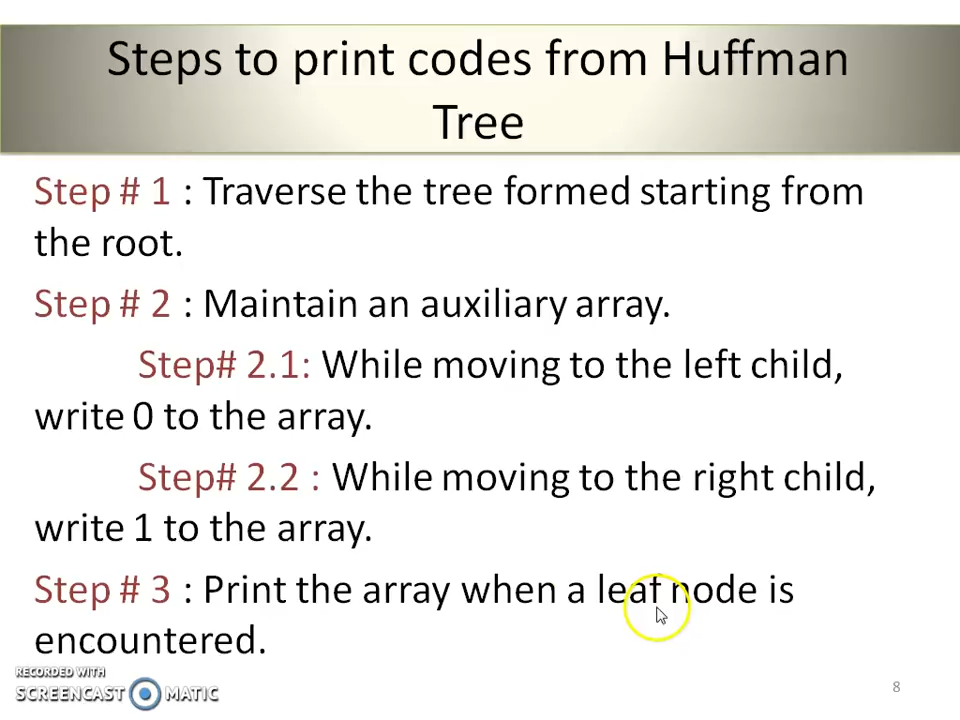 Steps to print codes from Huffman
Tree
Step # 1 : Traverse the tree formed starting from
the root.
Step # 2 : Maintain an auxiliary array.
Step# 2.1: While moving to the left child,
write 0 to the array.
Step# 2.2 : While moving to the right child,
write 1 to the array.
Step # 3 : Print the array when a leaf node is
encountered.
RECORDED WITH
SCREENCAST MATIC
8